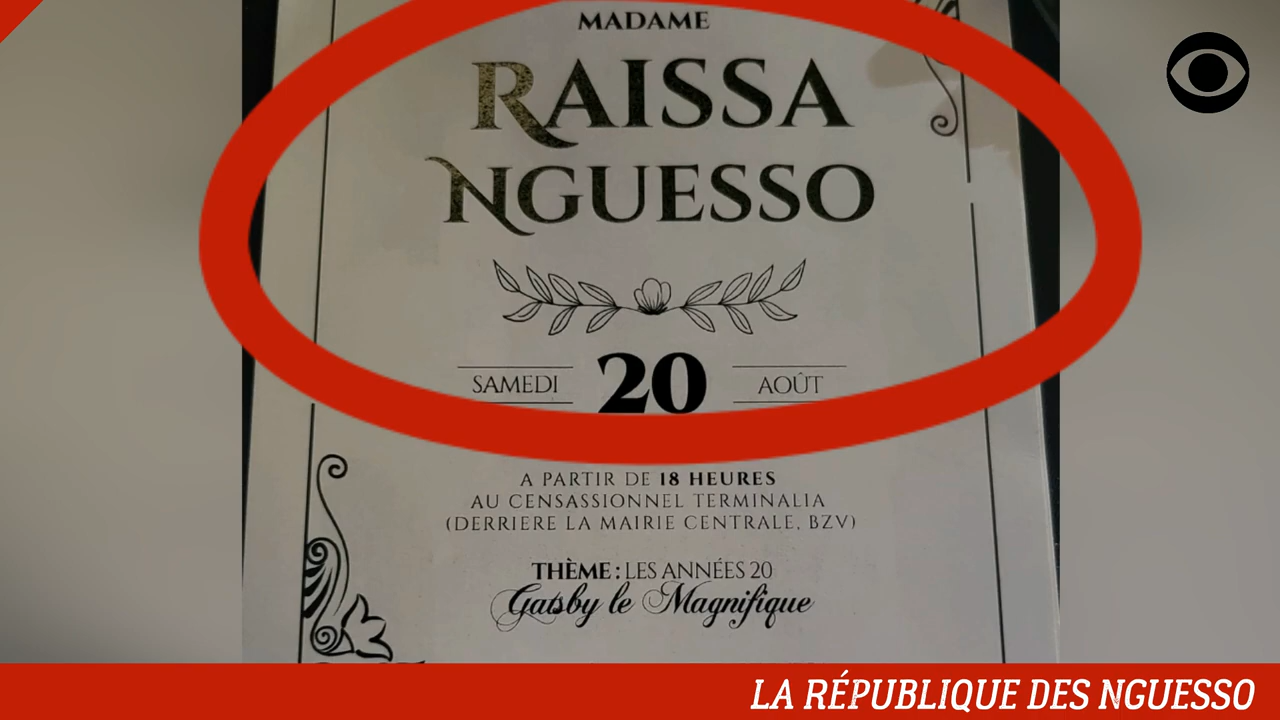 MADAME
RAISSA
NGUESSO
SAMEDI 20 AOÛT
A PARTIR DE 18 HEURES
AU CENSASSIONNEL TERMINALIA
(DERRIERE LA MAIRIE CENTRALE, BZV)
THÈME : LES ANNÉES 20
Gatsby le Magnifique
LA RÉPUBLIQUE DES NGUESSO